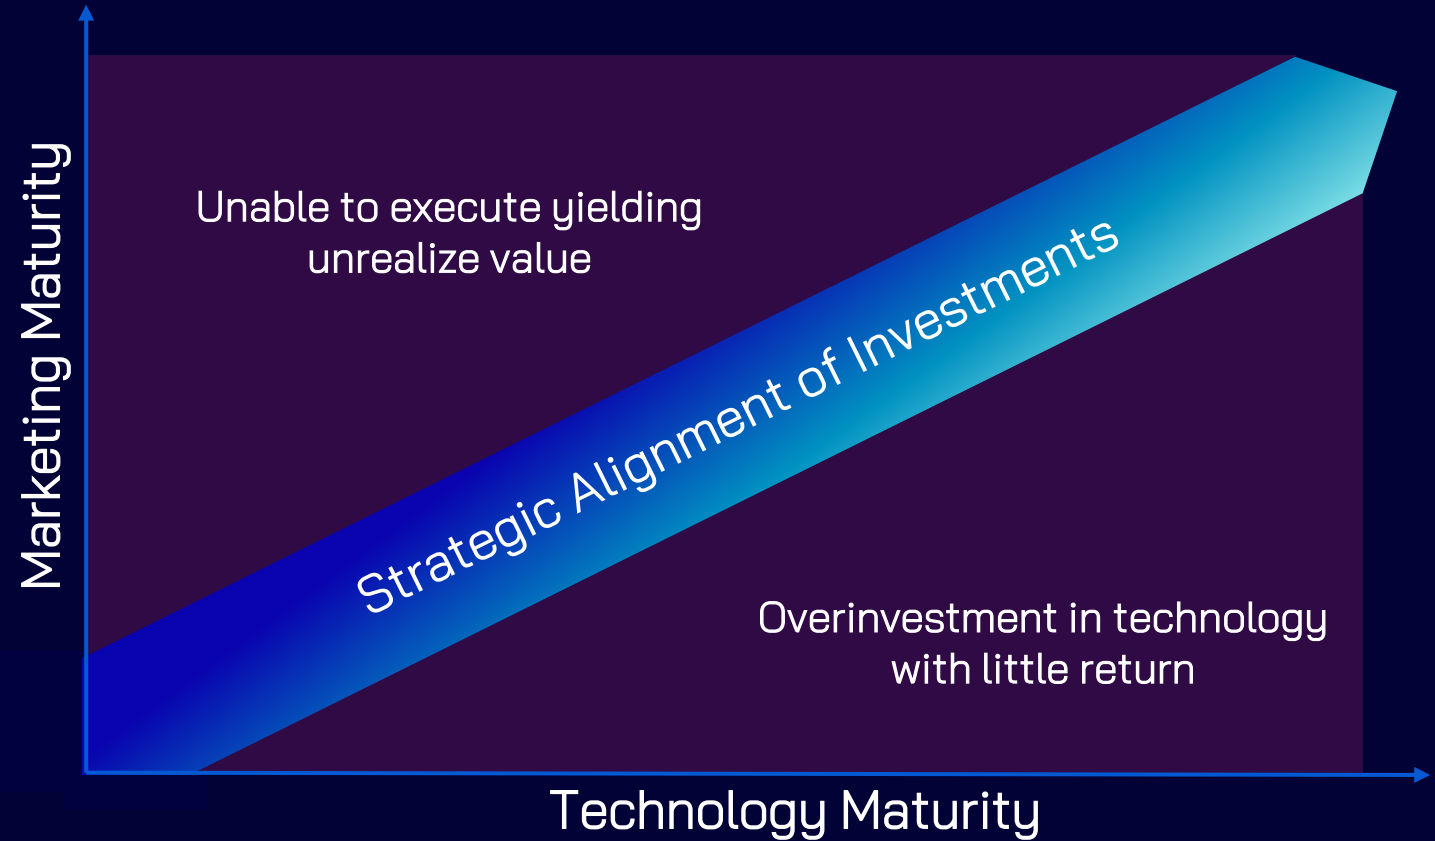 Marketing Maturity
Unable to execute yielding
unrealize value
Strategic Alignment of Investments
Overinvestment in technology
with little return
Technology Maturity